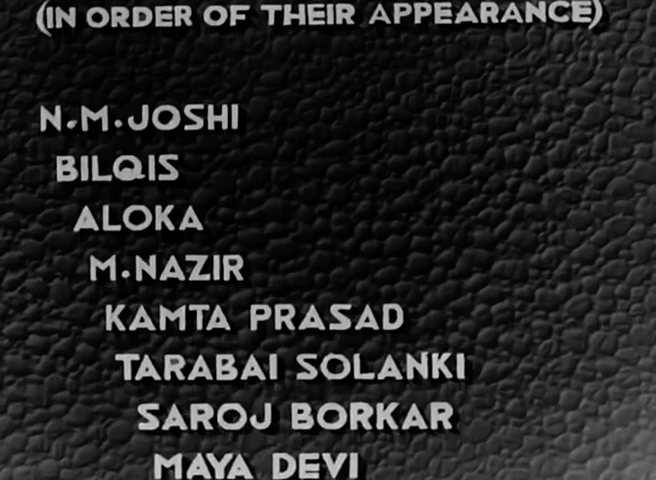 (IN ORDER OF THEIR APPEARANCE)
N.M.JOSHI
BILQIS
ALOKA
M.NAZIR
KAMTA PRASAD
TARABAI SOLANKI
SAROJ BORKAR
MAYA DEVI